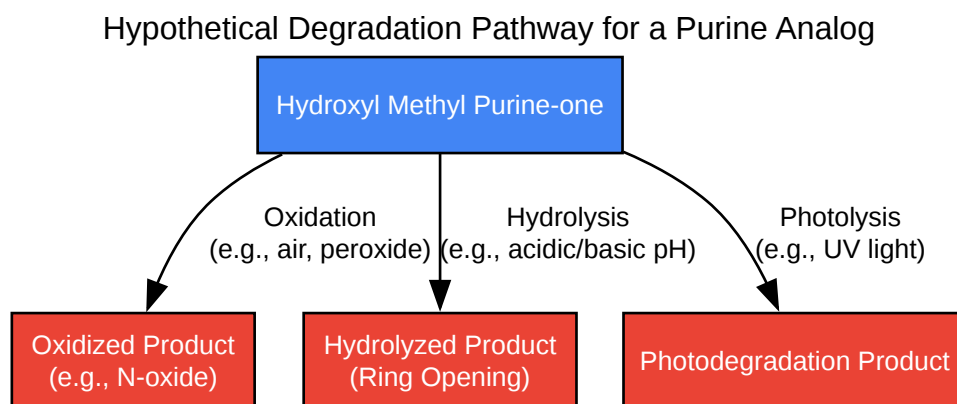 Hypothetical Degradation Pathway for a Purine Analog
Hydroxyl Methyl Purine-one
Oxidation
(e.g., air, peroxide)
Hydrolysis
(e.g., acidic/basic pH)
Photolysis
(e.g., UV light)
Oxidized Product
(e.g., N-oxide)
Hydrolyzed Product
(Ring Opening)
Photodegradation Product